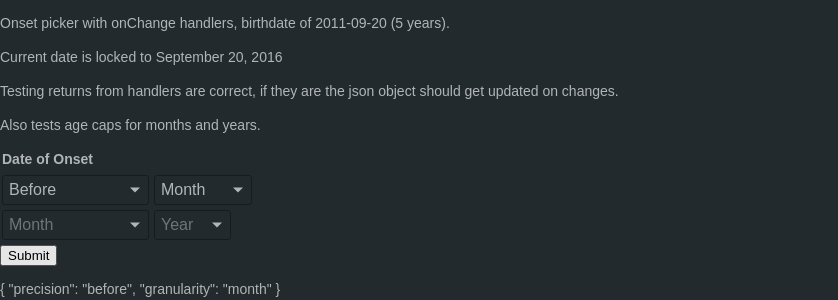 Onset picker with onChange handlers, birthdate of 2011-09-20 (5 years).
Current date is locked to September 20, 2016
Testing returns from handlers are correct, if they are the json object should get updated on changes.
Also tests age caps for months and years.
Date of Onset
Before Month
Month Year
Submit
{ "precision": "before", "granularity": "month" }